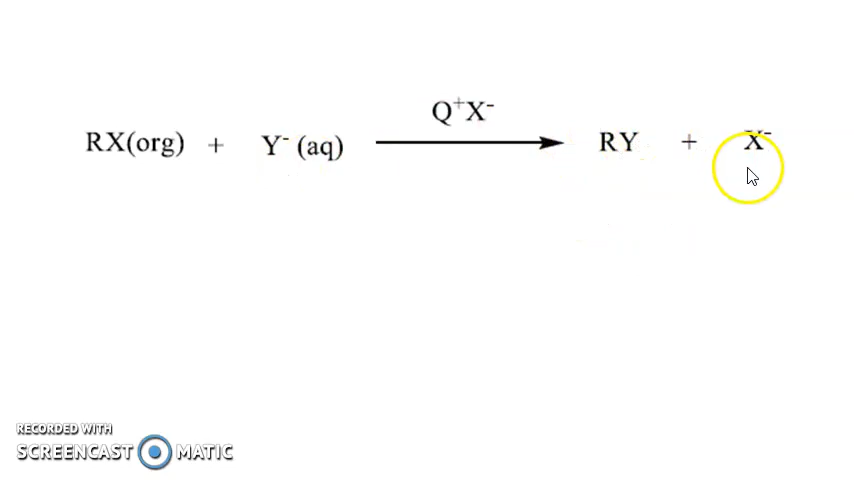 Q⁺X⁻
RX(org) + Y⁻ (aq) RY + X⁻
RECORDED WITH
SCREENCAST MATIC